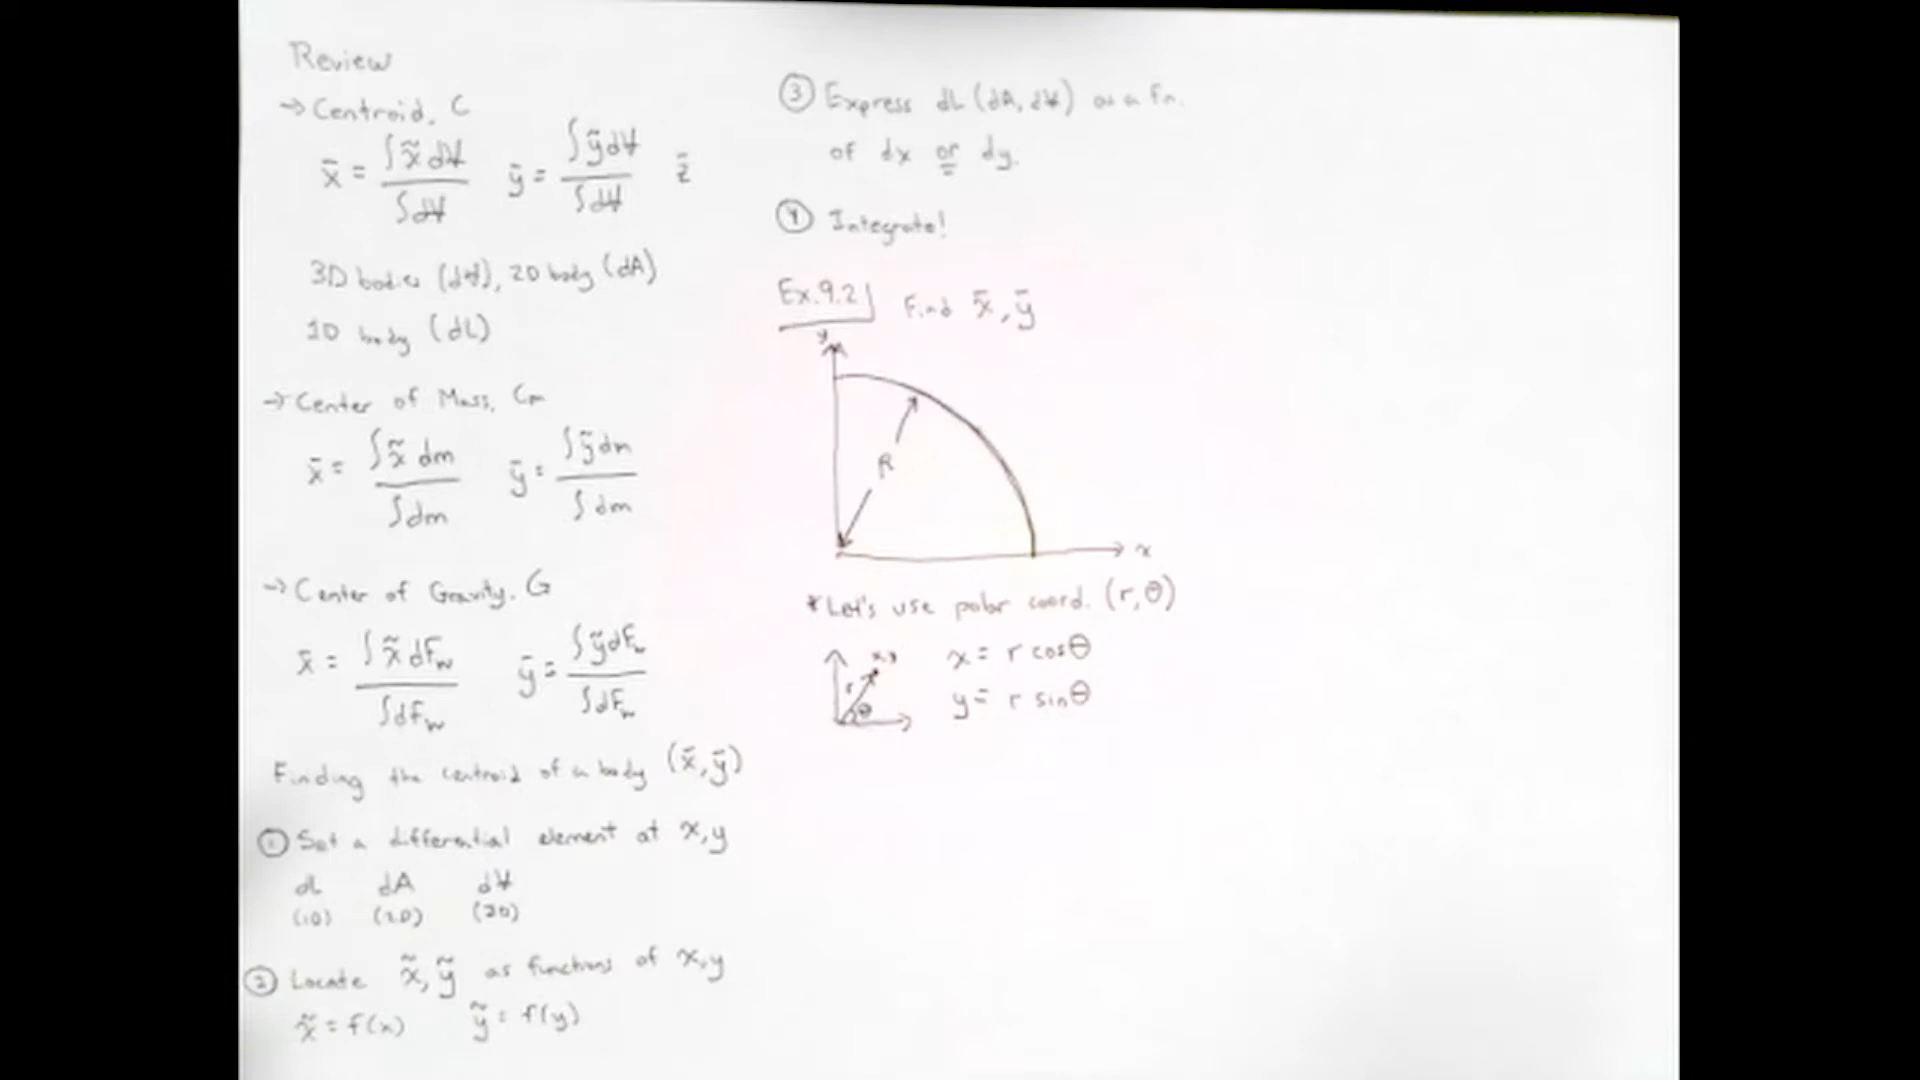 Review
→ Centroid, C
x̄ = ∫x̃ dV / ∫dV   ȳ = ∫ỹ dV / ∫dV   z̄
3D bodies (dV), 2D body (dA)
1D body (dL)
→ Center of Mass, Cm
x̄ = ∫x̃ dm / ∫dm   ȳ = ∫ỹ dm / ∫dm
→ Center of Gravity, G
x̄ = ∫x̃ dFw / ∫dFw   ȳ = ∫ỹ dFw / ∫dFw
Finding the centroid of a body (x̄, ȳ)
① Set a differential element at x,y
dL dA dV
(1D) (2D) (3D)
② Locate x̃, ỹ as functions of x,y
x̃ = f(x) ỹ = f(y)
③ Express dL (dA, dV) as a fn.
of dx or dy.
④ Integrate!
Ex. 9.2 Find x̄, ȳ
y
R
x
* Let's use polar coord. (r, θ)
x,y
r
θ
x = r cosθ
y = r sinθ